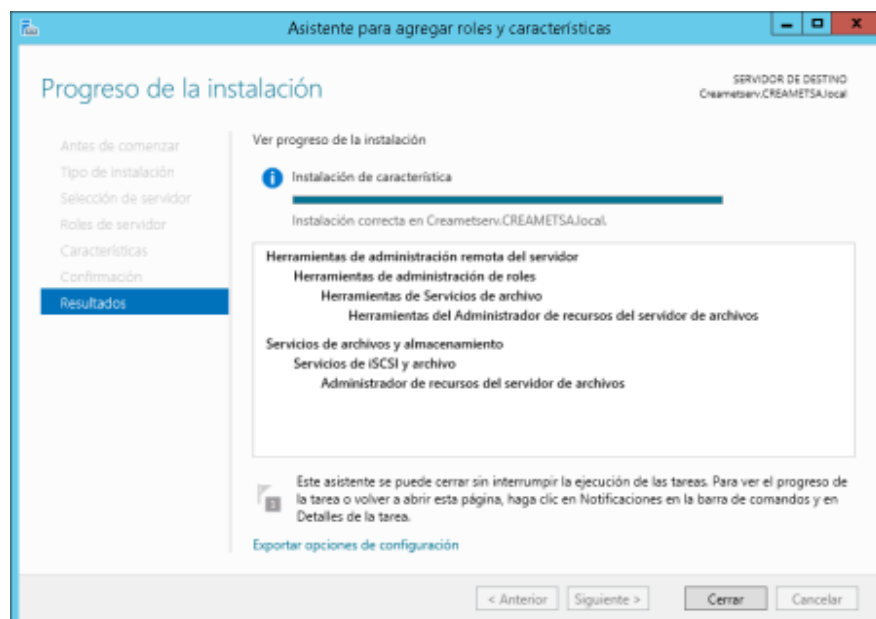 Asistente para agregar roles y características
Progreso de la instalación
SERVIDOR DE DESTINO
Creametserv.CREAMETSA.local
Antes de comenzar
Tipo de instalación
Selección de servidor
Roles de servidor
Características
Confirmación
Resultados
Ver progreso de la instalación
Instalación de característica
Instalación correcta en Creametserv.CREAMETSA.local.
Herramientas de administración remota del servidor
Herramientas de administración de roles
Herramientas de Servicios de archivo
Herramientas del Administrador de recursos del servidor de archivos
Servicios de archivos y almacenamiento
Servicios de iSCSI y archivo
Administrador de recursos del servidor de archivos
Este asistente se puede cerrar sin interrumpir la ejecución de las tareas. Para ver el progreso de
la tarea o volver a abrir esta página, haga clic en Notificaciones en la barra de comandos y en
Detalles de la tarea.
Exportar opciones de configuración
< Anterior
Siguiente >
Cerrar
Cancelar